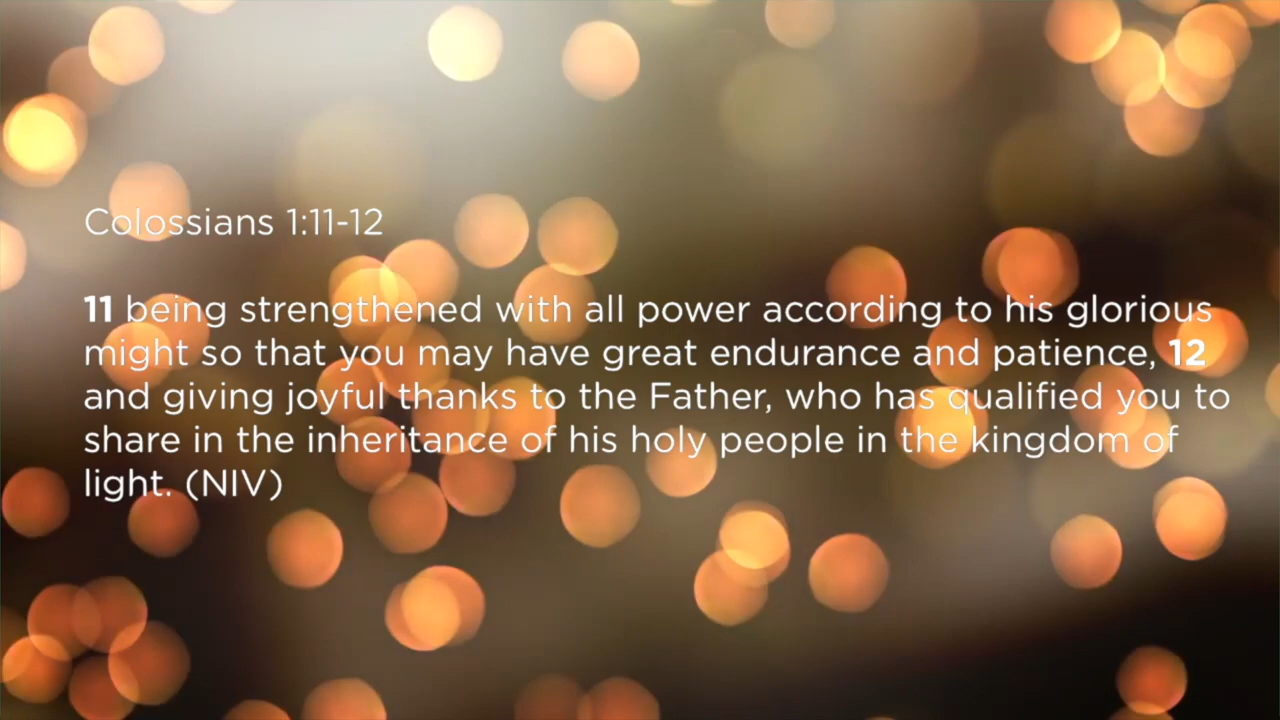 Colossians 1:11-12
11 being strengthened with all power according to his glorious
might so that you may have great endurance and patience, 12
and giving joyful thanks to the Father, who has qualified you to
share in the inheritance of his holy people in the kingdom of
light. (NIV)